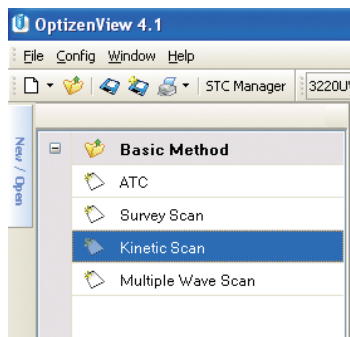 OptizenView 4.1
File Config Window Help
STC Manager 3220U
New / Open
Basic Method
ATC
Survey Scan
Kinetic Scan
Multiple Wave Scan